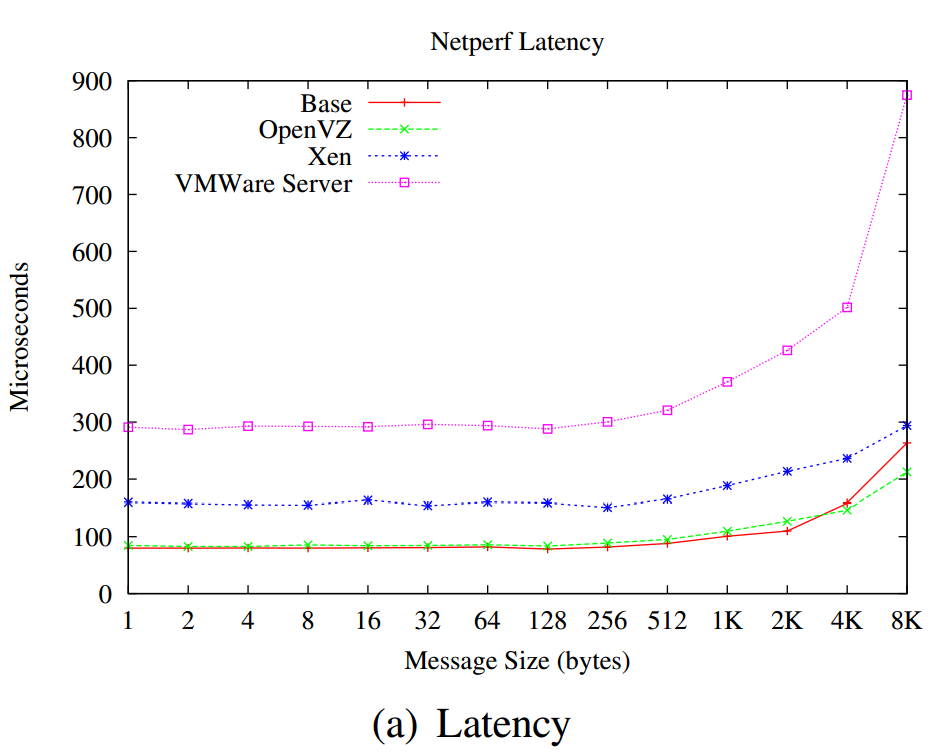 Netperf Latency
900
800
700
600
500
400
300
200
100
0
Base
OpenVZ
Xen
VMWare Server
Microseconds
1 2 4 8 16 32 64 128 256 512 1K 2K 4K 8K
Message Size (bytes)
(a) Latency